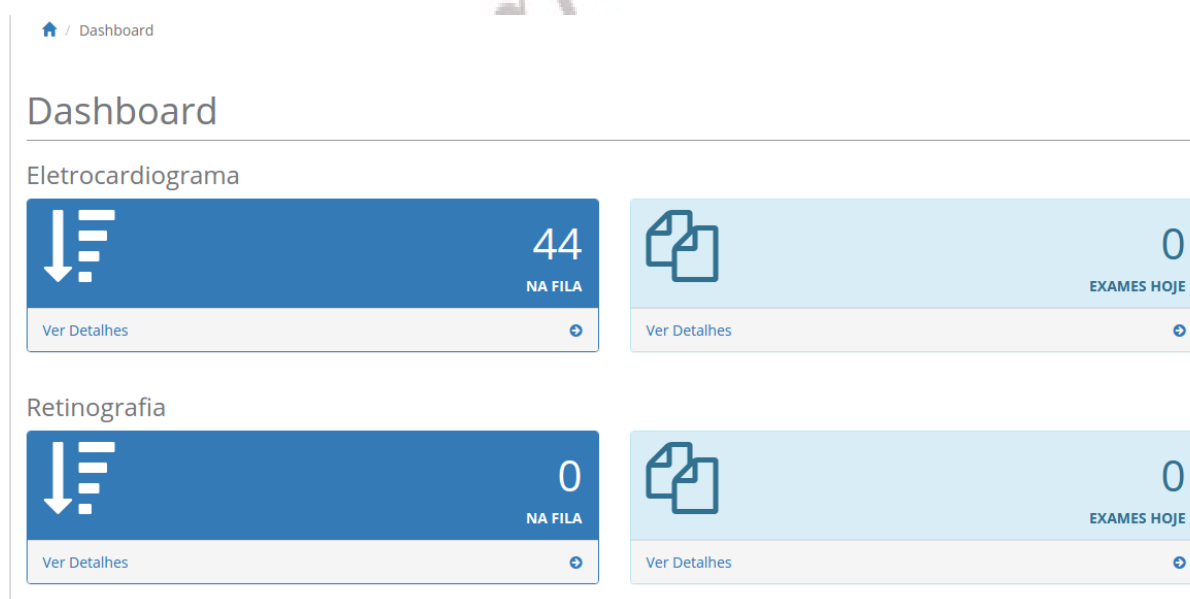 / Dashboard
Dashboard
Eletrocardiograma
44
NA FILA
Ver Detalhes
0
EXAMES HOJE
Ver Detalhes
Retinografia
0
NA FILA
Ver Detalhes
0
EXAMES HOJE
Ver Detalhes